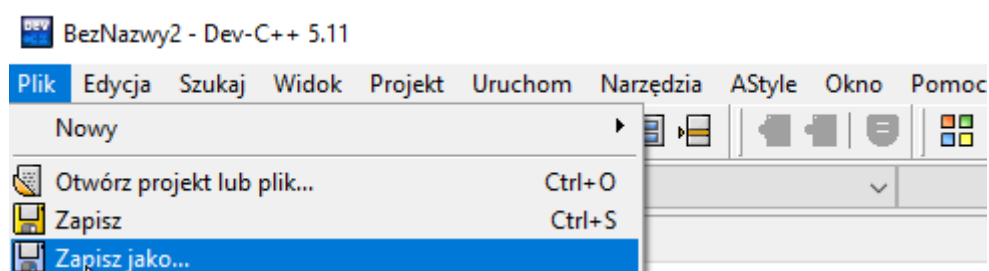 DEV BezNazwy2 - Dev-C++ 5.11
Plik Edycja Szukaj Widok Projekt Uruchom Narzędzia AStyle Okno Pomoc
Nowy
Otwórz projekt lub plik... Ctrl+O
Zapisz Ctrl+S
Zapisz jako...